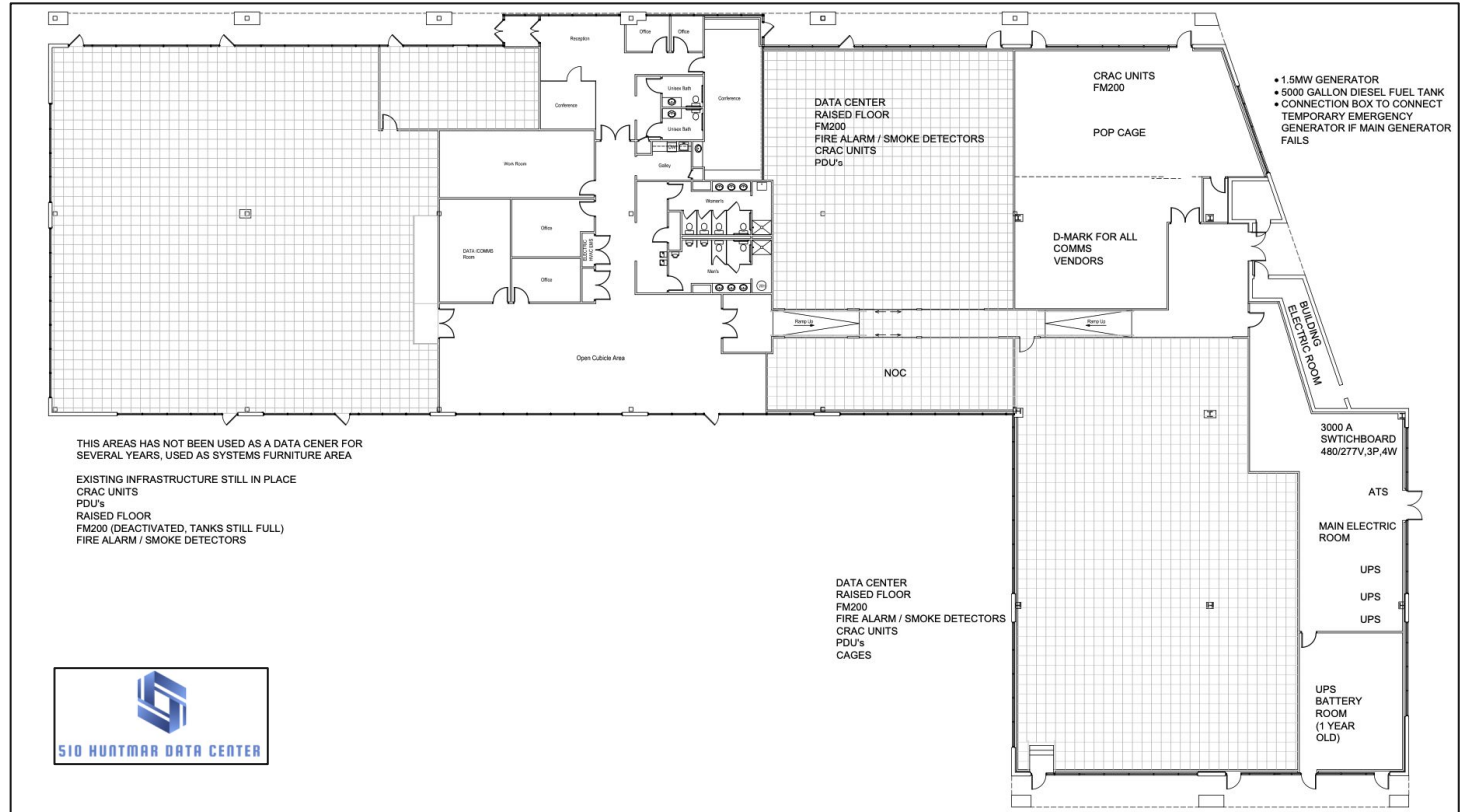 Reception
Office
Office
Conference
Unisex Bath
Unisex Bath
Conference
Work Room
Galley
DW
DATA /COMMS
Room
Office
Office
ELECTRIC
HVAC EMS
Women's
Men's
Open Cubicle Area
DATA CENTER
RAISED FLOOR
FM200
FIRE ALARM / SMOKE DETECTORS
CRAC UNITS
PDU's
CRAC UNITS
FM200
POP CAGE
D-MARK FOR ALL
COMMS
VENDORS
• 1.5MW GENERATOR
• 5000 GALLON DIESEL FUEL TANK
• CONNECTION BOX TO CONNECT
TEMPORARY EMERGENCY
GENERATOR IF MAIN GENERATOR
FAILS
Ramp Up
Ramp Up
NOC
BUILDING
ELECTRIC ROOM
3000 A
SWTICHBOARD
480/277V,3P,4W
ATS
MAIN ELECTRIC
ROOM
UPS
UPS
UPS
UPS
BATTERY
ROOM
(1 YEAR
OLD)
THIS AREAS HAS NOT BEEN USED AS A DATA CENER FOR
SEVERAL YEARS, USED AS SYSTEMS FURNITURE AREA
EXISTING INFRASTRUCTURE STILL IN PLACE
CRAC UNITS
PDU's
RAISED FLOOR
FM200 (DEACTIVATED, TANKS STILL FULL)
FIRE ALARM / SMOKE DETECTORS
DATA CENTER
RAISED FLOOR
FM200
FIRE ALARM / SMOKE DETECTORS
CRAC UNITS
PDU's
CAGES
510 HUNTMAR DATA CENTER